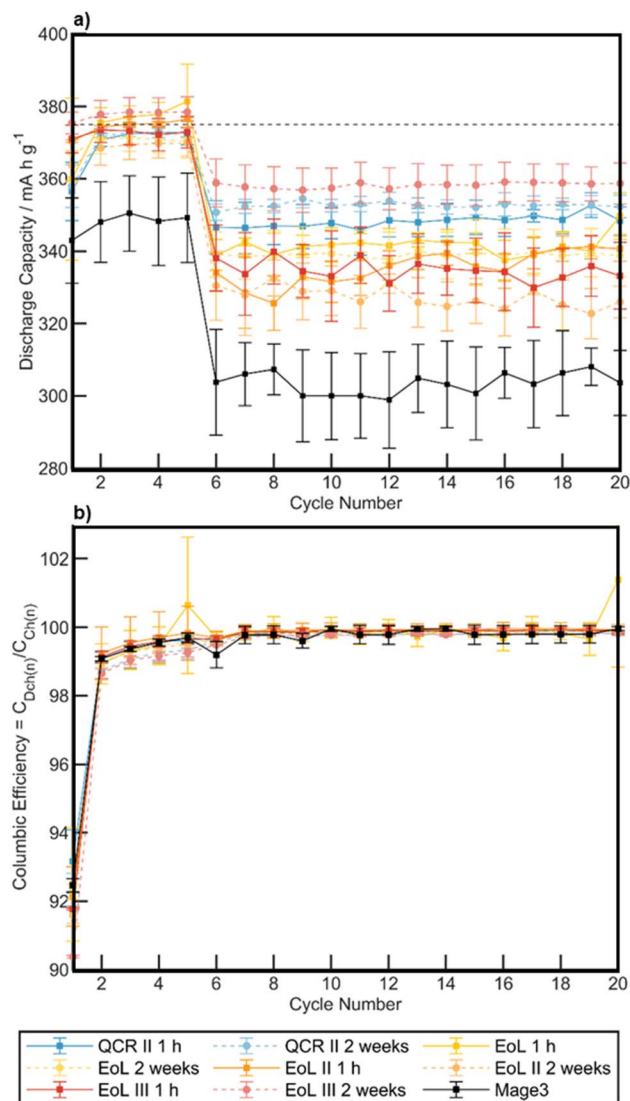 a)
400
380
360
340
320
300
280
Discharge Capacity / mA h g⁻¹
2 4 6 8 10 12 14 16 18 20
Cycle Number
b)
102
100
98
96
94
92
90
Columbic Efficiency = C_Dch(n)/C_Ch(n)
2 4 6 8 10 12 14 16 18 20
Cycle Number
QCR II 1 h QCR II 2 weeks EoL 1 h
EoL 2 weeks EoL II 1 h EoL II 2 weeks
EoL III 1 h EoL III 2 weeks Mage3